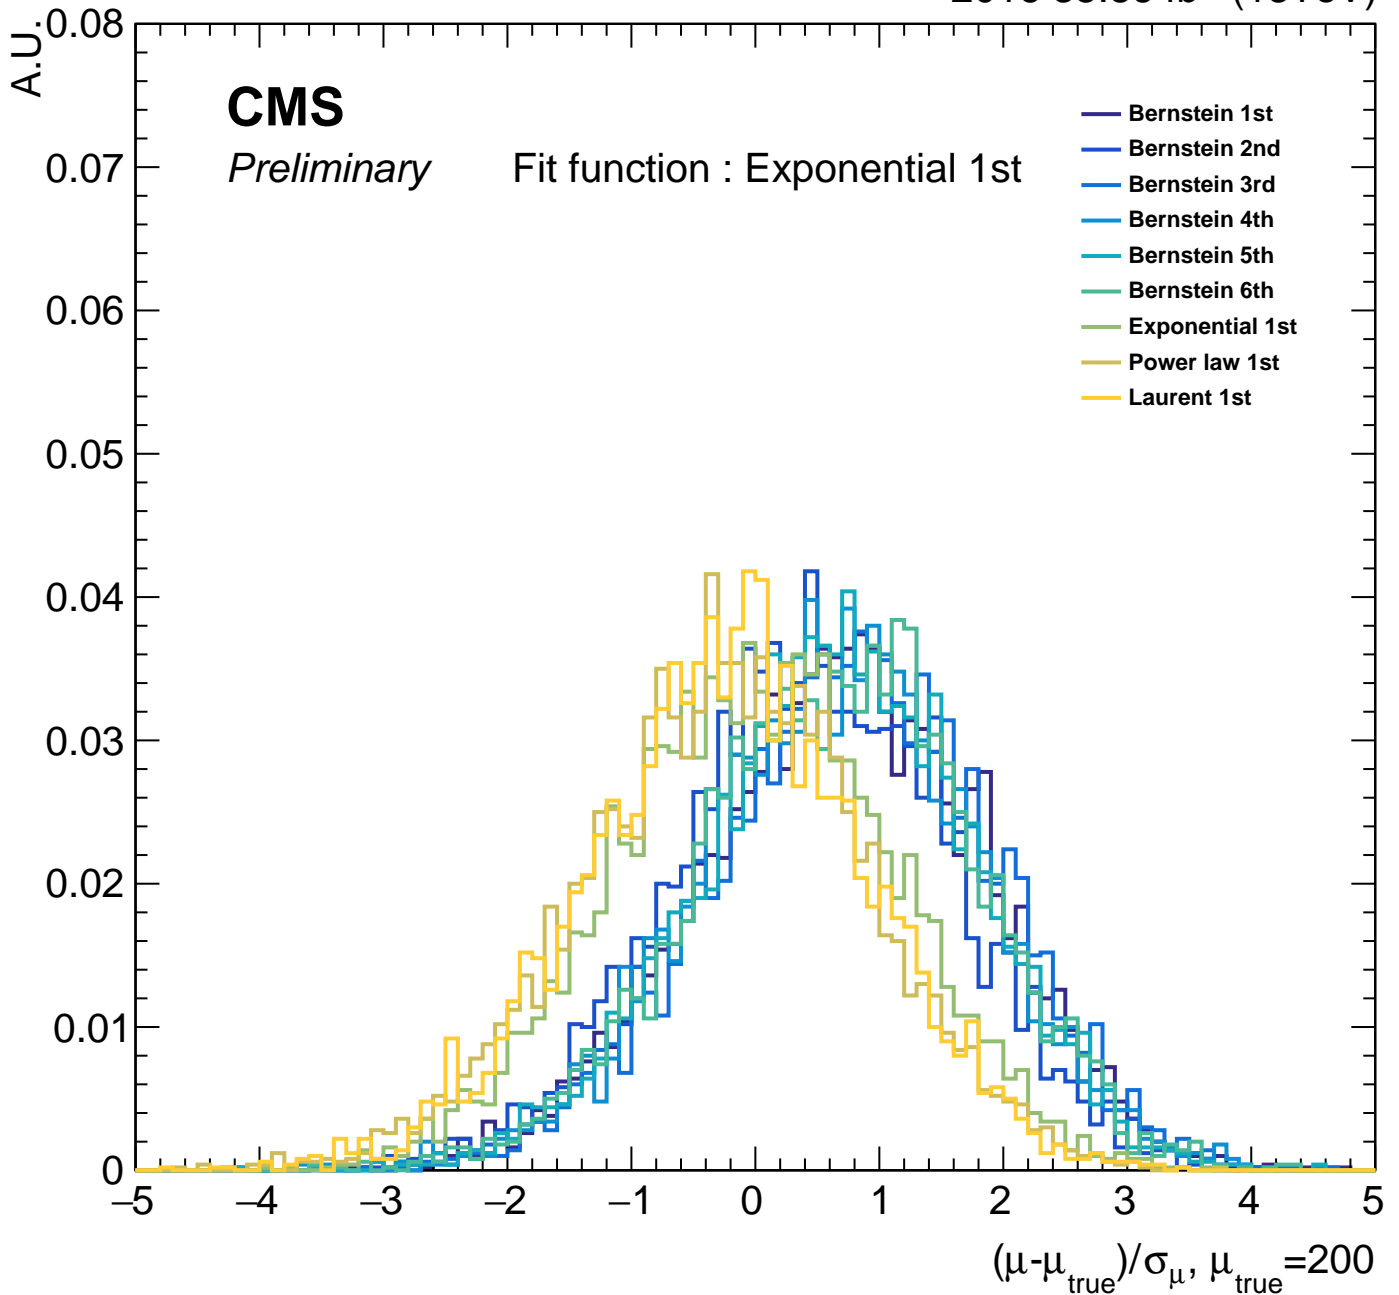 A.U.
0.08
CMS
Preliminary
Fit function : Exponential 1st
Bernstein 1st
Bernstein 2nd
Bernstein 3rd
Bernstein 4th
Bernstein 5th
Bernstein 6th
Exponential 1st
Power law 1st
Laurent 1st
0.07
0.06
0.05
0.04
0.03
0.02
0.01
0
−5 −4 −3 −2 −1 0 1 2 3 4 5
(μ-μtrue)/σμ, μtrue=200